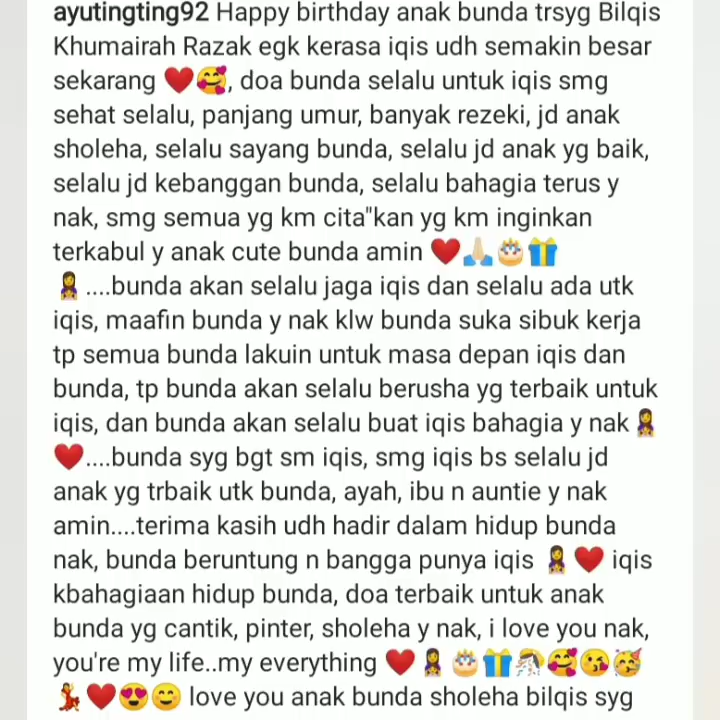 ayutingting92 Happy birthday anak bunda trsyg Bilqis
Khumairah Razak egk kerasa iqis udh semakin besar
sekarang ❤️🥰, doa bunda selalu untuk iqis smg
sehat selalu, panjang umur, banyak rezeki, jd anak
sholeha, selalu sayang bunda, selalu jd anak yg baik,
selalu jd kebanggan bunda, selalu bahagia terus y
nak, smg semua yg km cita"kan yg km inginkan
terkabul y anak cute bunda amin ❤️🙏🏻🎂🎁
🤱....bunda akan selalu jaga iqis dan selalu ada utk
iqis, maafin bunda y nak klw bunda suka sibuk kerja
tp semua bunda lakuin untuk masa depan iqis dan
bunda, tp bunda akan selalu berusha yg terbaik untuk
iqis, dan bunda akan selalu buat iqis bahagia y nak🤱
❤️....bunda syg bgt sm iqis, smg iqis bs selalu jd
anak yg trbaik utk bunda, ayah, ibu n auntie y nak
amin....terima kasih udh hadir dalam hidup bunda
nak, bunda beruntung n bangga punya iqis 🤱❤️ iqis
kbahagiaan hidup bunda, doa terbaik untuk anak
bunda yg cantik, pinter, sholeha y nak, i love you nak,
you're my life..my everything ❤️🤱🎂🎁🎊🥰😘🥳
💃❤️😍😊 love you anak bunda sholeha bilqis syg